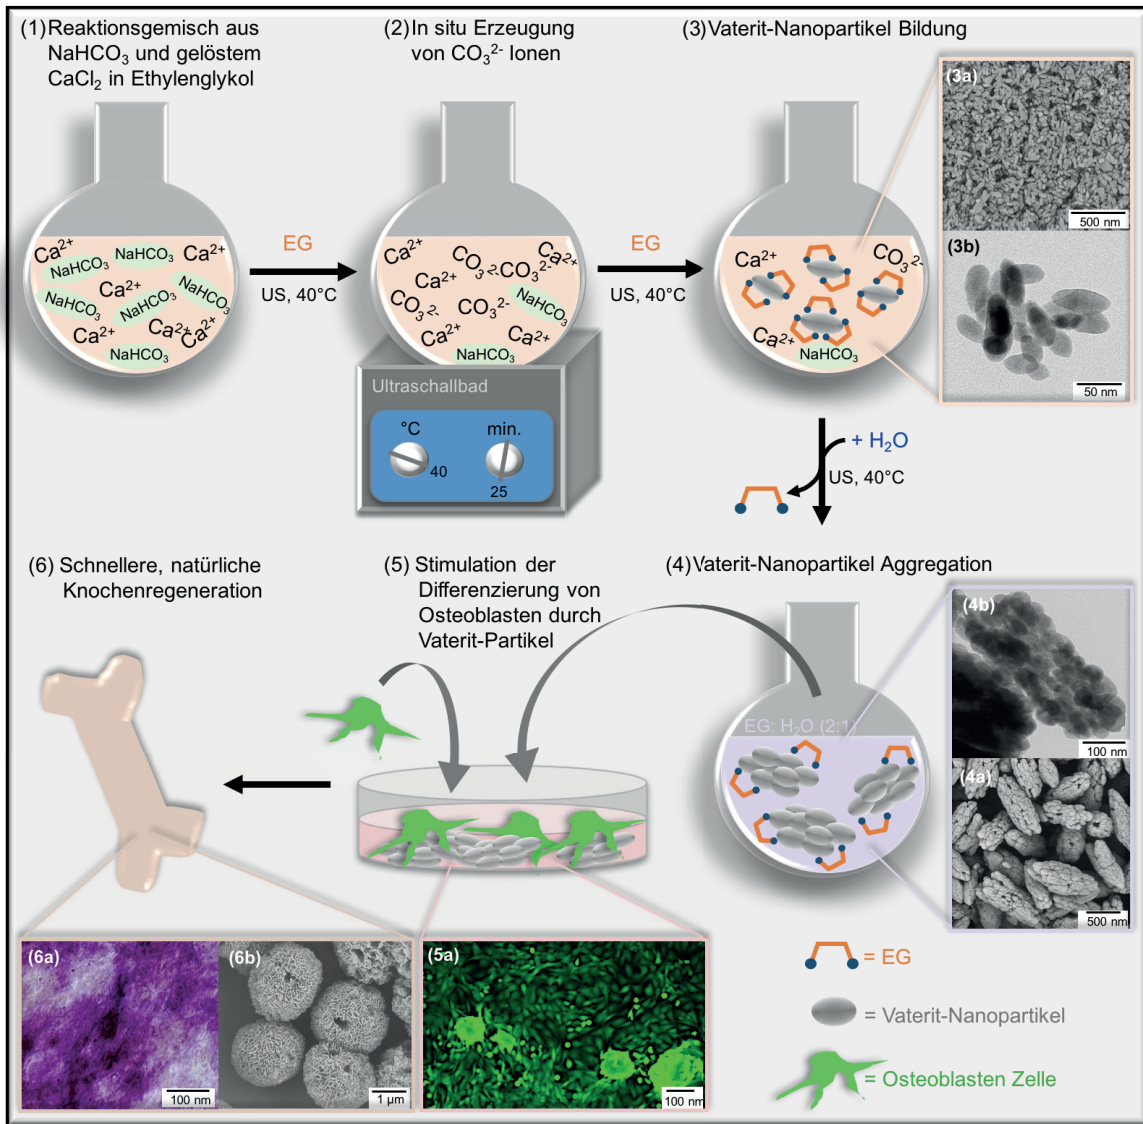 (1) Reaktionsgemisch aus
NaHCO₃ und gelöstem
CaCl₂ in Ethylenglykol
Ca²⁺
NaHCO₃
Ca²⁺
NaHCO₃
NaHCO₃
Ca²⁺
NaHCO₃
NaHCO₃
Ca²⁺
Ca²⁺
Ca²⁺
NaHCO₃
EG
US, 40°C
(2) In situ Erzeugung
von CO₃²⁻ Ionen
Ca²⁺
CO₃²⁻
CO₃²⁻
Ca²⁺
Ca²⁺
CO₃²⁻
CO₃²⁻
NaHCO₃
Ca²⁺
Ca²⁺
NaHCO₃
Ultraschallbad
°C
min.
40
25
EG
US, 40°C
(3) Vaterit-Nanopartikel Bildung
Ca²⁺
CO₃²⁻
Ca²⁺
NaHCO₃
(3a)
500 nm
(3b)
50 nm
+ H₂O
US, 40°C
(4) Vaterit-Nanopartikel Aggregation
EG: H₂O (2:1)
(4b)
100 nm
(4a)
500 nm
(5) Stimulation der
Differenzierung von
Osteoblasten durch
Vaterit-Partikel
(5a)
100 nm
(6) Schnellere, natürliche
Knochenregeneration
(6a)
100 nm
(6b)
1 µm
= EG
= Vaterit-Nanopartikel
= Osteoblasten Zelle